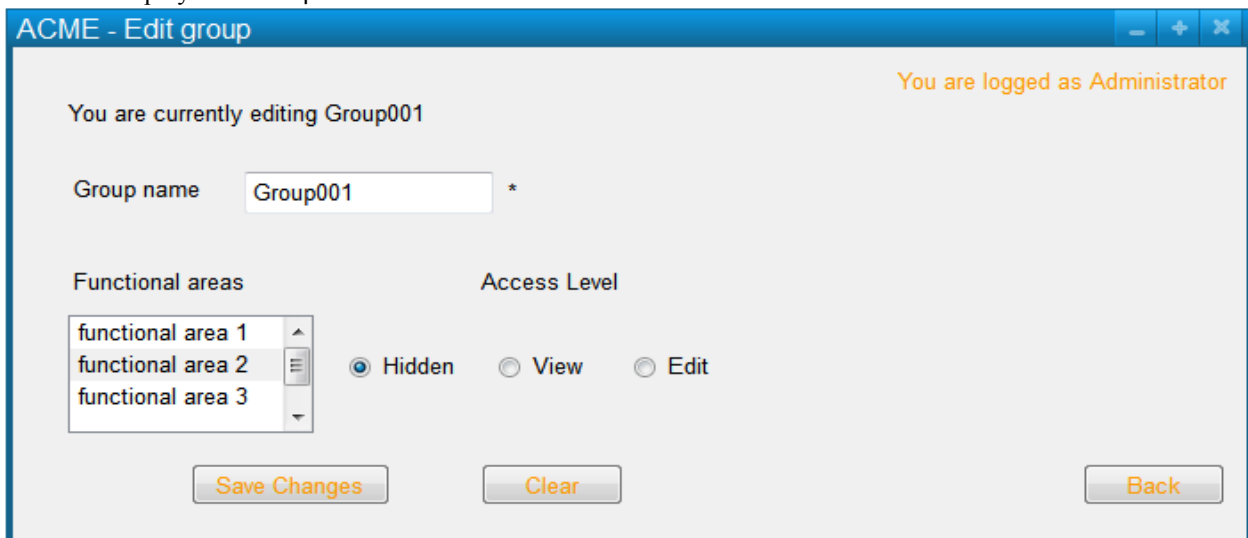 ACME - Edit group
You are logged as Administrator
You are currently editing Group001
Group name Group001 *
Functional areas Access Level
functional area 1
functional area 2 Hidden View Edit
functional area 3
Save Changes Clear Back